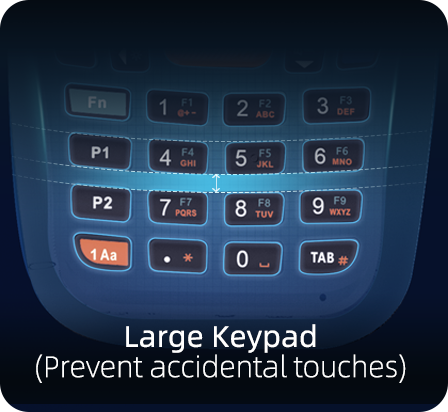 Fn 1 F1 @+- 2 F2 ABC 3 F3 DEF
P1 4 F4 GHI 5 F5 JKL 6 F6 MNO
P2 7 F7 PQRS 8 F8 TUV 9 F9 WXYZ
1Aa . * 0 ⎵ TAB #
Large Keypad
(Prevent accidental touches)